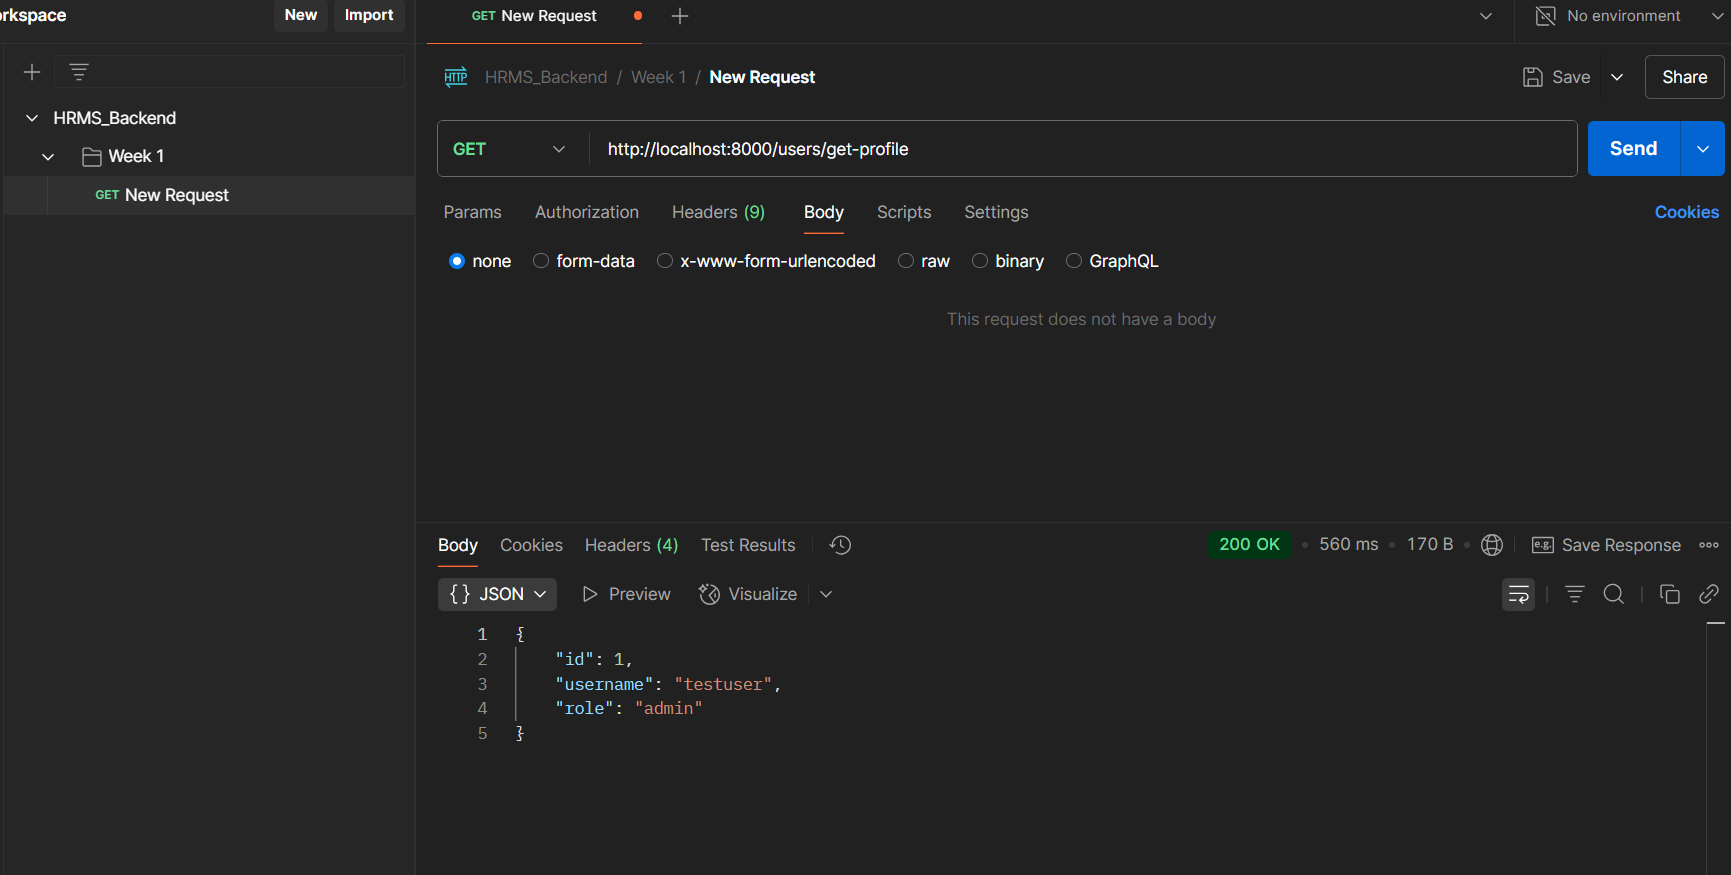 orkspace
New Import
GET New Request
No environment
HRMS_Backend
Week 1
GET New Request
HTTP HRMS_Backend / Week 1 / New Request
Save
Share
GET http://localhost:8000/users/get-profile
Send
Params Authorization Headers (9) Body Scripts Settings
Cookies
none form-data x-www-form-urlencoded raw binary GraphQL
This request does not have a body
Body Cookies Headers (4) Test Results
200 OK • 560 ms • 170 B •
e.g. Save Response
{} JSON Preview Visualize
1 {
2 "id": 1,
3 "username": "testuser",
4 "role": "admin"
5 }